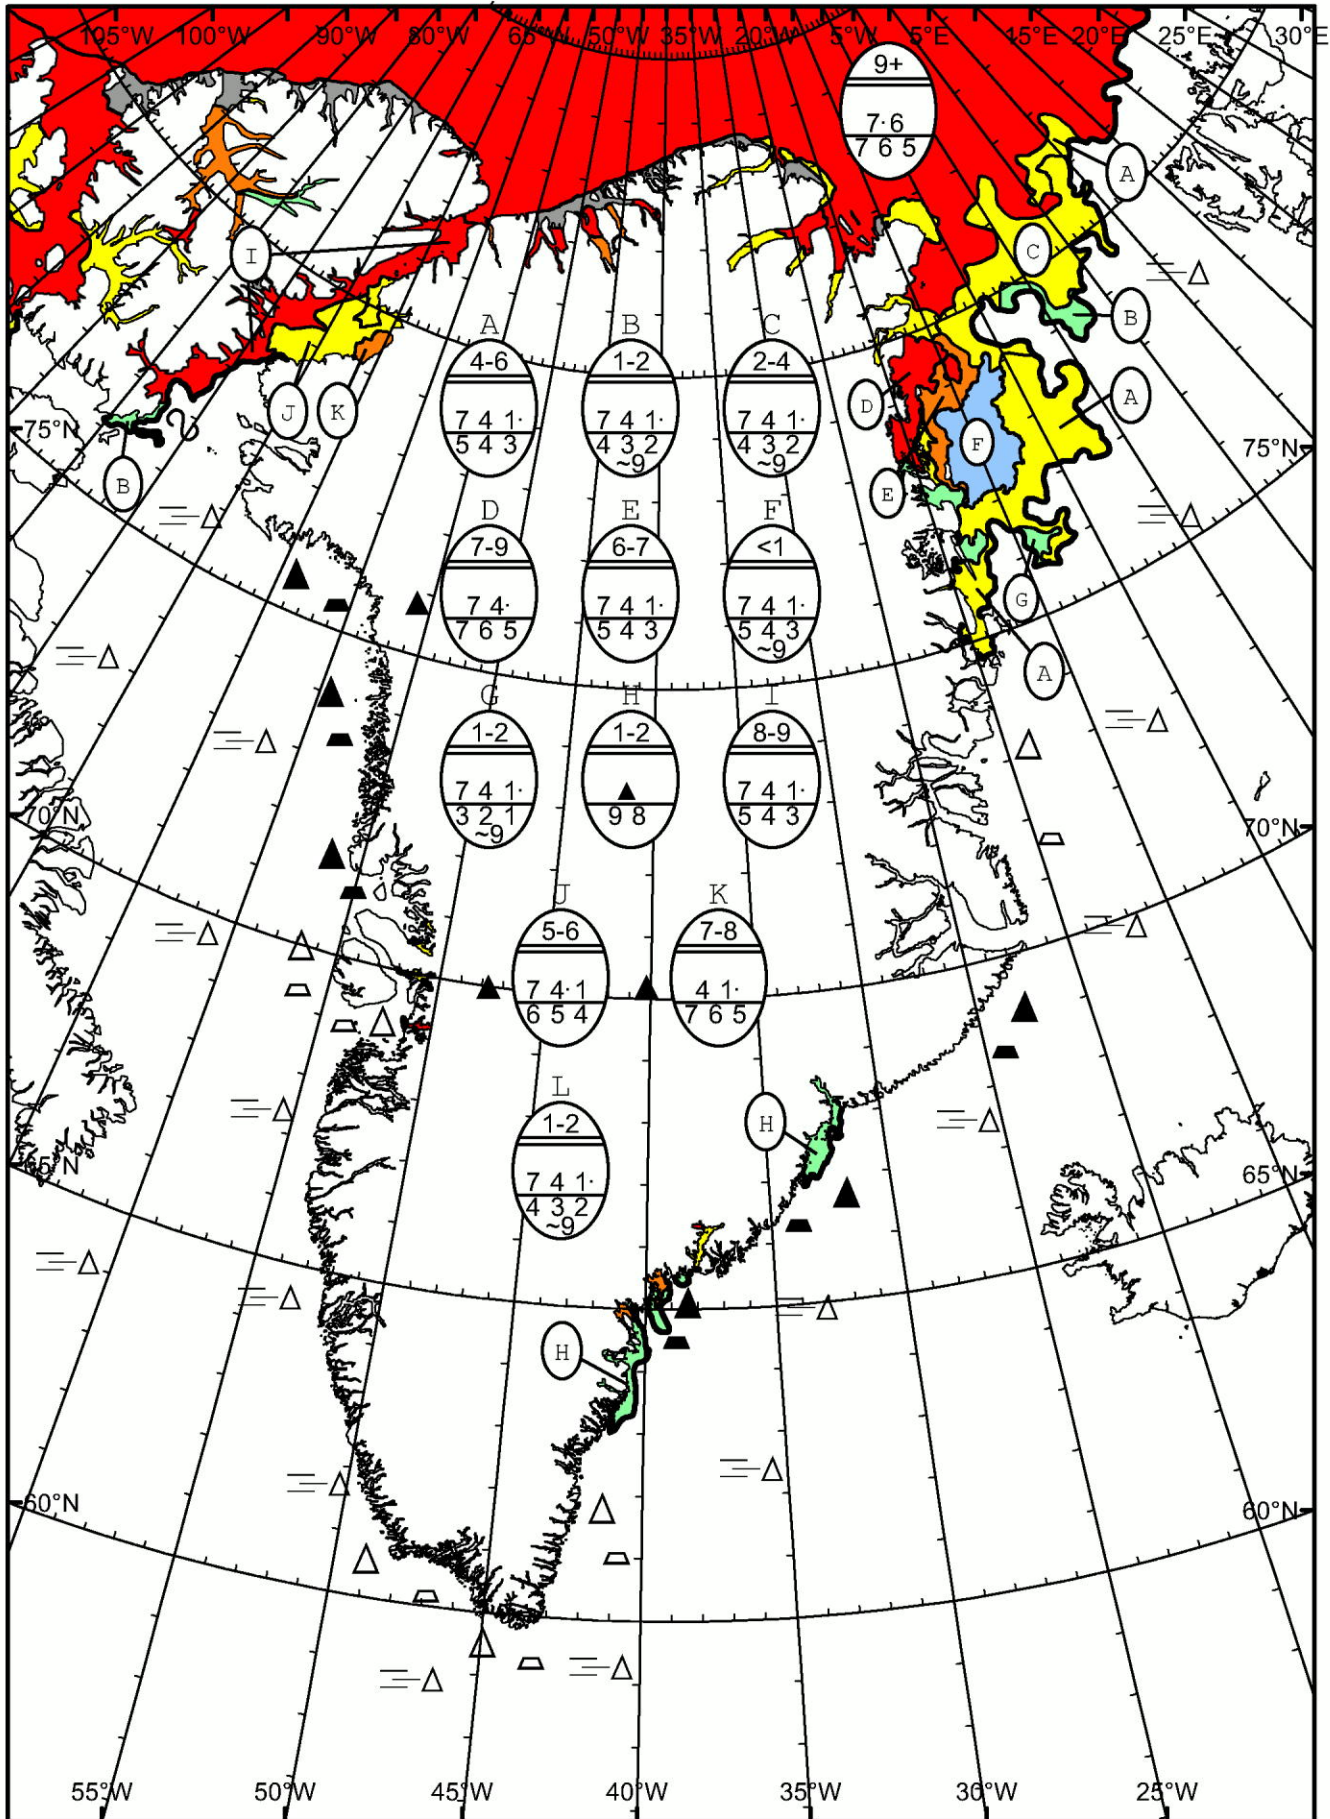 105°W 100°W 90°W 80°W 65°W 50°W 35°W 20°W 5°W 5°E 15°E 20°E 25°E 30°E
9+
7·6
7 6 5
A
I
C
B
A B C
4-6 1-2 2-4
7 4 1· 7 4 1· 7 4 1·
5 4 3 4 3 2 4 3 2
~9 ~9
J K D A
75°N F 75°N
B E
D E F
7-9 6-7 <1
7 4· 7 4 1· 7 4 1·
7 6 5 5 4 3 5 4 3
~9
G
A
G H I
1-2 1-2 8-9
7 4 1· 7 4 1·
3 2 1 9 8 5 4 3
~9
70°N 70°N
J K
5-6 7-8
7 4·1 4 1·
6 5 4 7 6 5
L
1-2 H
65°N 65°N
7 4 1·
4 3 2
~9
H
60°N 60°N
55°W 50°W 45°W 40°W 35°W 30°W 25°W